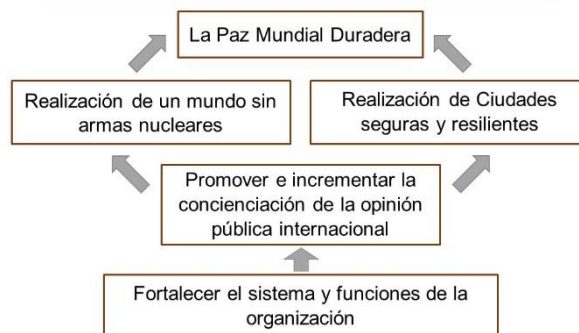 La Paz Mundial Duradera
Realización de un mundo sin
armas nucleares
Realización de Ciudades
seguras y resilientes
Promover e incrementar la
concienciación de la opinión
pública internacional
Fortalecer el sistema y funciones de la
organización